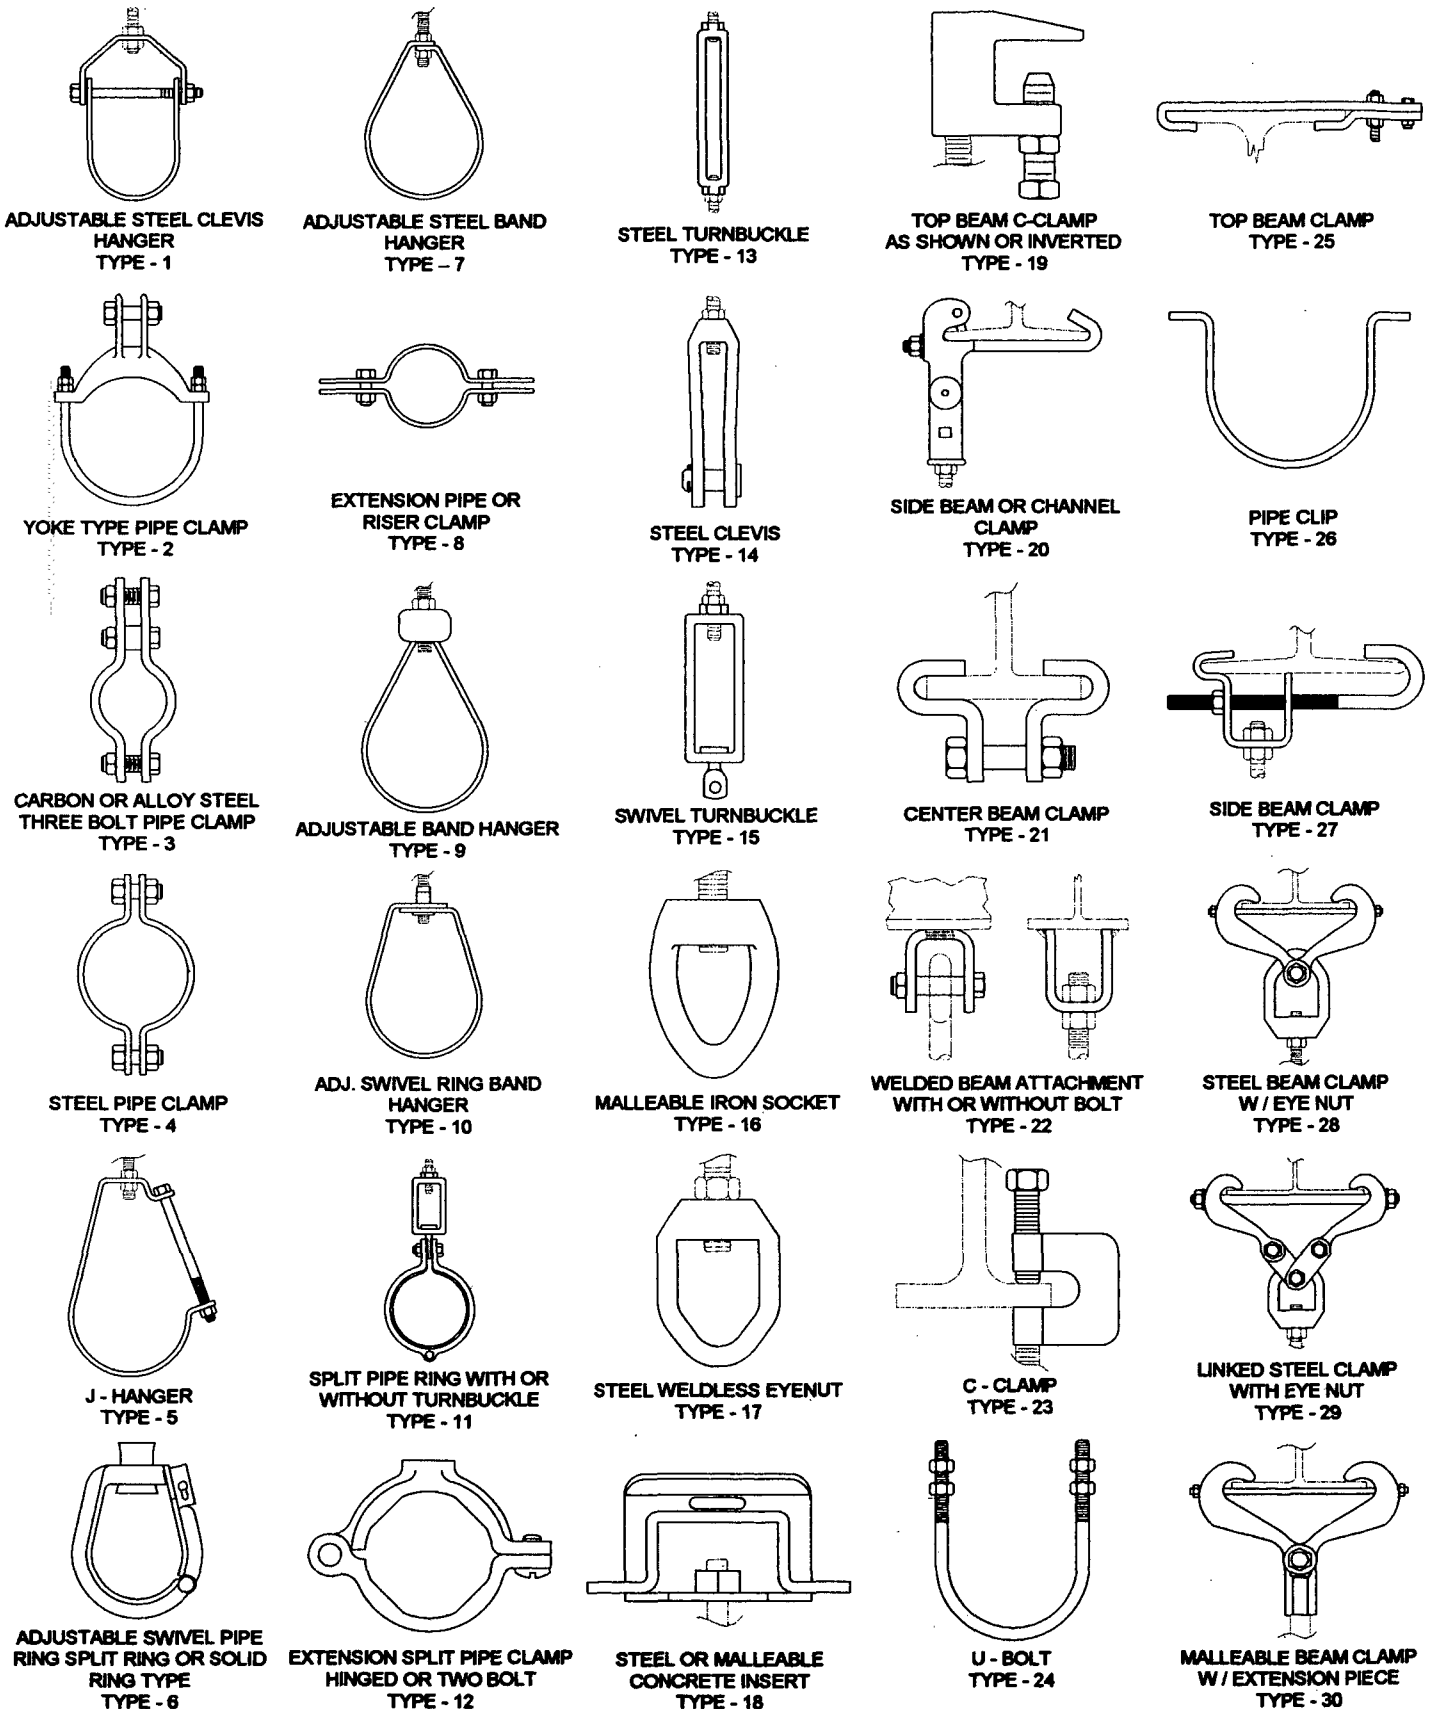 ADJUSTABLE STEEL CLEVIS
HANGER
TYPE - 1
ADJUSTABLE STEEL BAND
HANGER
TYPE - 7
STEEL TURNBUCKLE
TYPE - 13
TOP BEAM C-CLAMP
AS SHOWN OR INVERTED
TYPE - 19
TOP BEAM CLAMP
TYPE - 25
YOKE TYPE PIPE CLAMP
TYPE - 2
EXTENSION PIPE OR
RISER CLAMP
TYPE - 8
STEEL CLEVIS
TYPE - 14
SIDE BEAM OR CHANNEL
CLAMP
TYPE - 20
PIPE CLIP
TYPE - 26
CARBON OR ALLOY STEEL
THREE BOLT PIPE CLAMP
TYPE - 3
ADJUSTABLE BAND HANGER
TYPE - 9
SWIVEL TURNBUCKLE
TYPE - 15
CENTER BEAM CLAMP
TYPE - 21
SIDE BEAM CLAMP
TYPE - 27
STEEL PIPE CLAMP
TYPE - 4
ADJ. SWIVEL RING BAND
HANGER
TYPE - 10
MALLEABLE IRON SOCKET
TYPE - 16
WELDED BEAM ATTACHMENT
WITH OR WITHOUT BOLT
TYPE - 22
STEEL BEAM CLAMP
W / EYE NUT
TYPE - 28
J - HANGER
TYPE - 5
SPLIT PIPE RING WITH OR
WITHOUT TURNBUCKLE
TYPE - 11
STEEL WELDLESS EYENUT
TYPE - 17
C - CLAMP
TYPE - 23
LINKED STEEL CLAMP
WITH EYE NUT
TYPE - 29
ADJUSTABLE SWIVEL PIPE
RING SPLIT RING OR SOLID
RING TYPE
TYPE - 6
EXTENSION SPLIT PIPE CLAMP
HINGED OR TWO BOLT
TYPE - 12
STEEL OR MALLEABLE
CONCRETE INSERT
TYPE - 18
U - BOLT
TYPE - 24
MALLEABLE BEAM CLAMP
W / EXTENSION PIECE
TYPE - 30